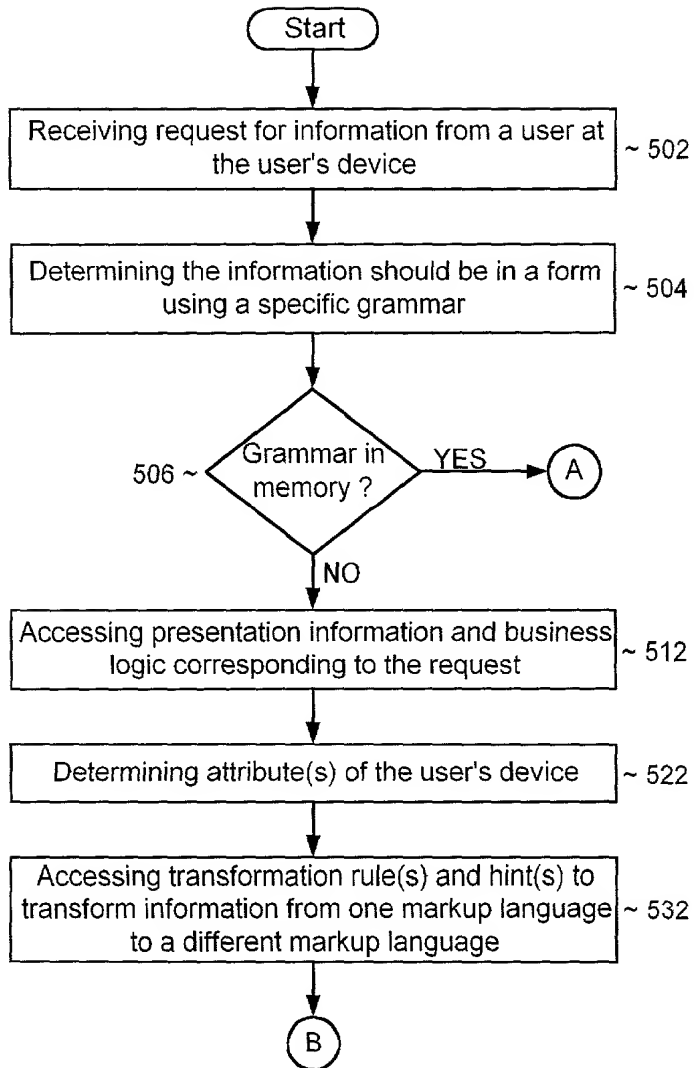 Start
Receiving request for information from a user at
the user's device
~ 502
Determining the information should be in a form
using a specific grammar
~ 504
506 ~
Grammar in
memory ?
YES
A
NO
Accessing presentation information and business
logic corresponding to the request
~ 512
Determining attribute(s) of the user's device
~ 522
Accessing transformation rule(s) and hint(s) to
transform information from one markup language
to a different markup language
~ 532
B